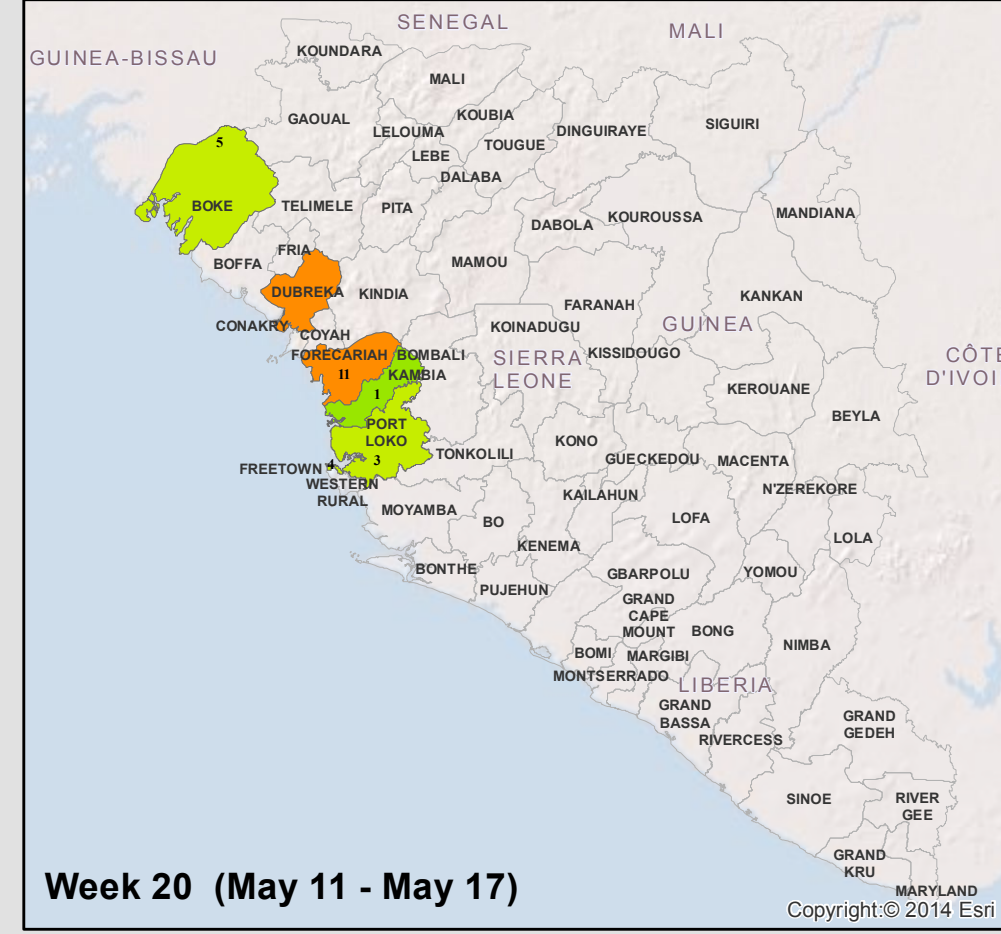 SENEGAL
MALI
GUINEA-BISSAU
KOUNDARA
MALI
GAOUAL
KOUBIA
LELOUMA
TOUGUE
DINGUIRAYE
SIGUIRI
5
LEBE
DALABA
BOKE
TELIMELE
PITA
DABOLA
KOUROUSSA
MANDIANA
FRIA
BOFFA
MAMOU
DUBREKA
KINDIA
FARANAH
KANKAN
CONAKRY
COYAH
KOINADUGU
GUINEA
FORECARIAH
BOMBALI
SIERRA
LEONE
KISSIDOUGO
CÔTE
D'IVOI
11
KAMBIA
1
KEROUANE
BEYLA
PORT
LOKO
3
KONO
TONKOLILI
GUECKEDOU
MACENTA
FREETOWN
4
WESTERN
RURAL
N'ZEREKORE
KAILAHUN
MOYAMBA
BO
LOFA
LOLA
KENEMA
BONTHE
GBARPOLU
YOMOU
PUJEHUN
GRAND
CAPE
MOUNT
BONG
NIMBA
BOMI
MARGIBI
MONTSERRADO
LIBERIA
GRAND
BASSA
RIVERCESS
GRAND
GEDEH
SINOE
RIVER
GEE
GRAND
KRU
MARYLAND
Week 20 (May 11 - May 17)
Copyright:© 2014 Esri